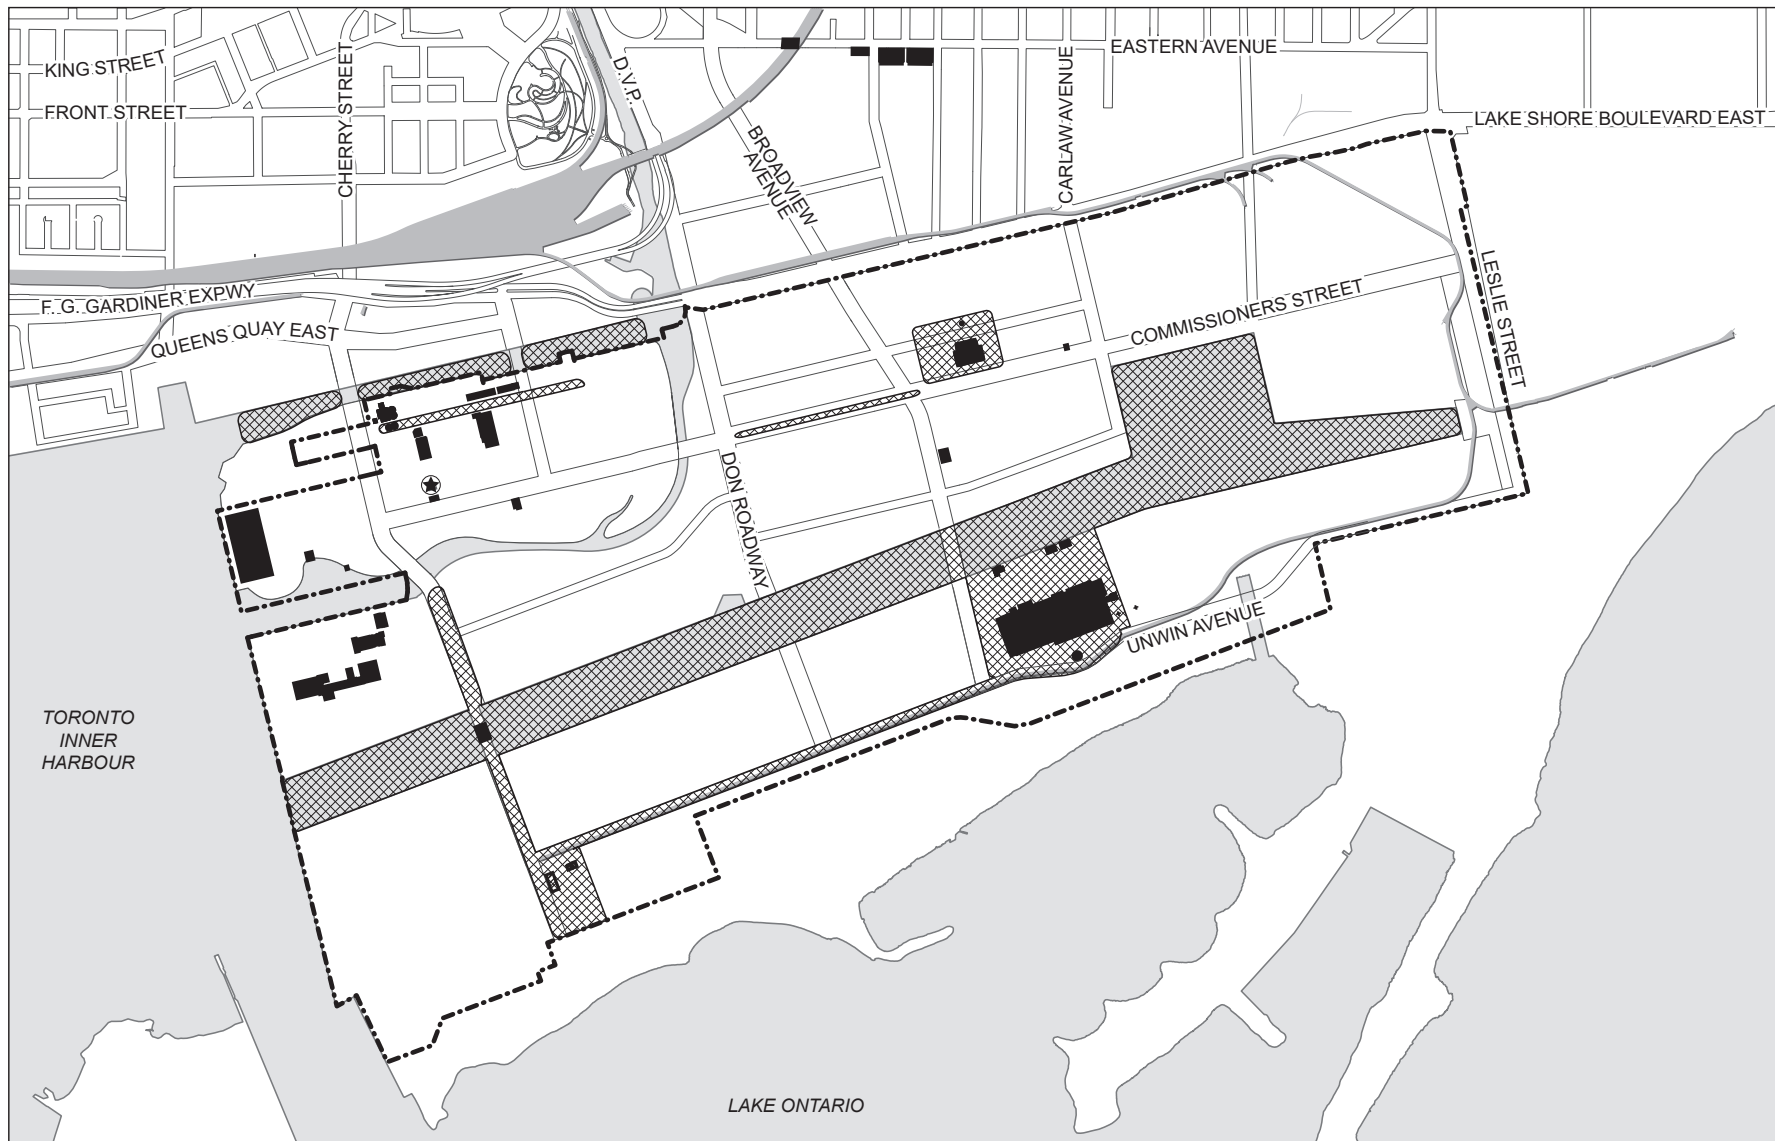 EASTERN AVENUE
KING STREET
FRONT STREET
CHERRY STREET
D.V.P.
CARLAW AVENUE
LAKE SHORE BOULEVARD EAST
BROADVIEW
AVENUE
F. G. GARDINER EXPWY
QUEENS QUAY EAST
COMMISSIONERS STREET
LESLIE STREET
DON ROADWAY
UNWIN AVENUE
TORONTO
INNER
HARBOUR
LAKE ONTARIO